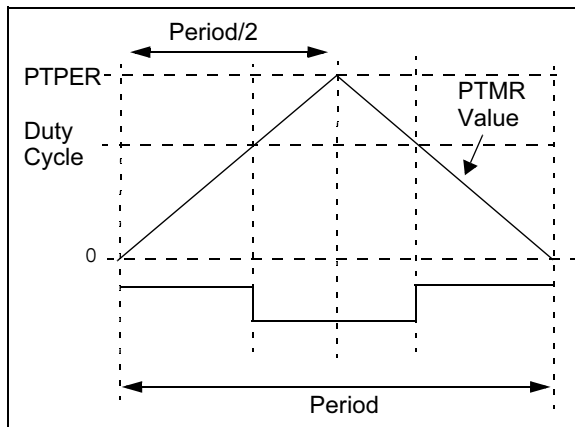 Period/2
PTPER
PTMR
Value
Duty
Cycle
0
Period